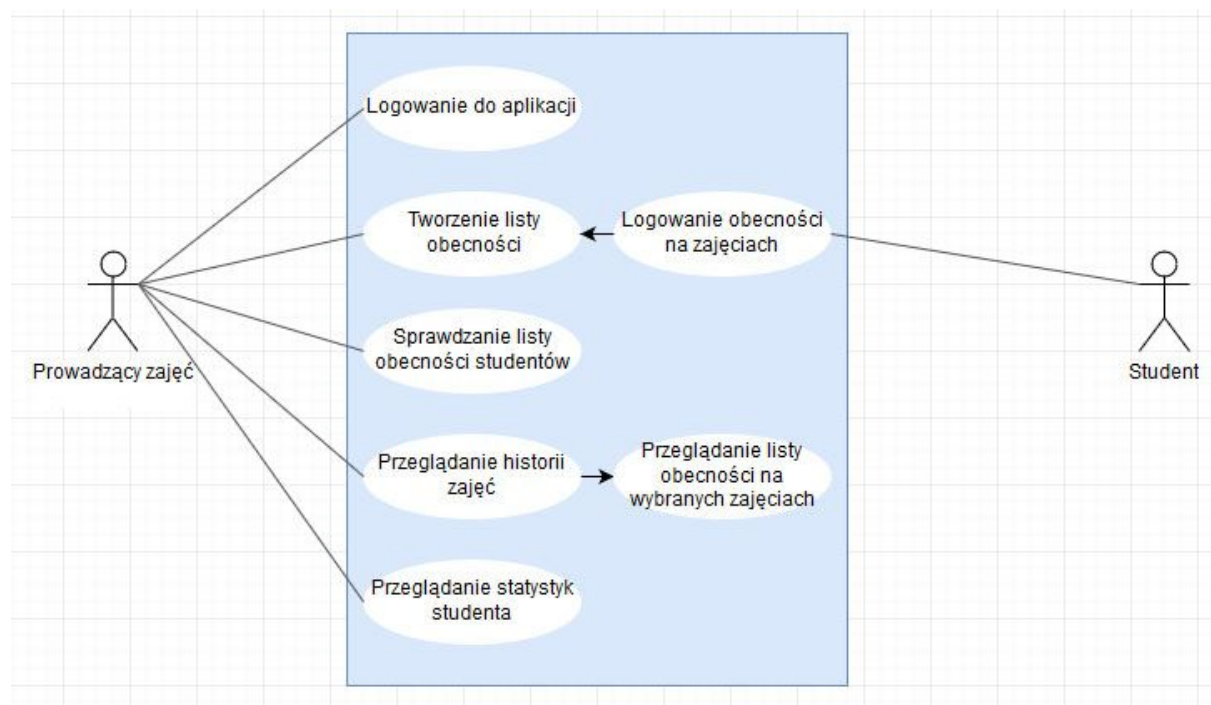 Logowanie do aplikacji
Tworzenie listy
obecności
Logowanie obecności
na zajęciach
Sprawdzanie listy
obecności studentów
Prowadzący zajęć
Student
Przeglądanie historii
zajęć
Przeglądanie listy
obecności na
wybranych zajęciach
Przeglądanie statystyk
studenta